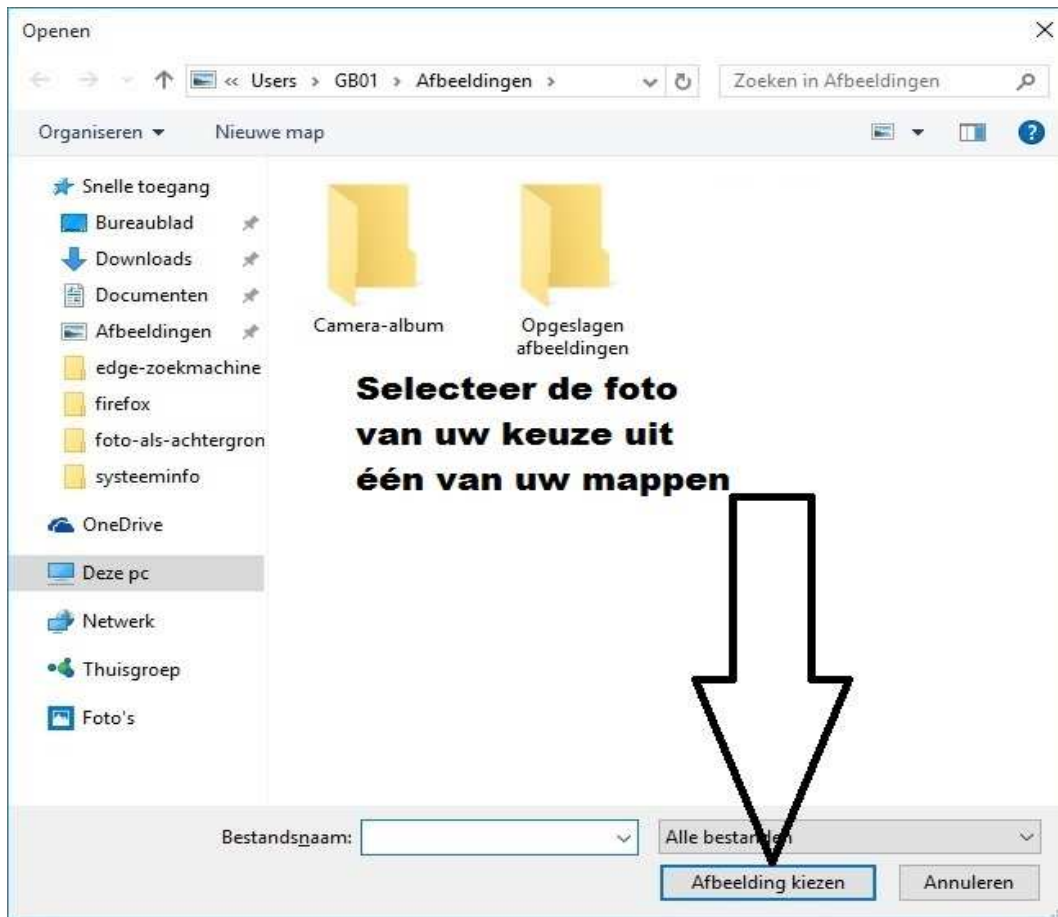 Openen
« Users › GB01 › Afbeeldingen ›
Zoeken in Afbeeldingen
Organiseren
Nieuwe map
Snelle toegang
Bureaublad
Downloads
Documenten
Afbeeldingen
edge-zoekmachine
firefox
foto-als-achtergron
systeeminfo
OneDrive
Deze pc
Netwerk
Thuisgroep
Foto's
Camera-album
Opgeslagen
afbeeldingen
Selecteer de foto
van uw keuze uit
één van uw mappen
Bestandsnaam:
Alle bestanden
Afbeelding kiezen
Annuleren